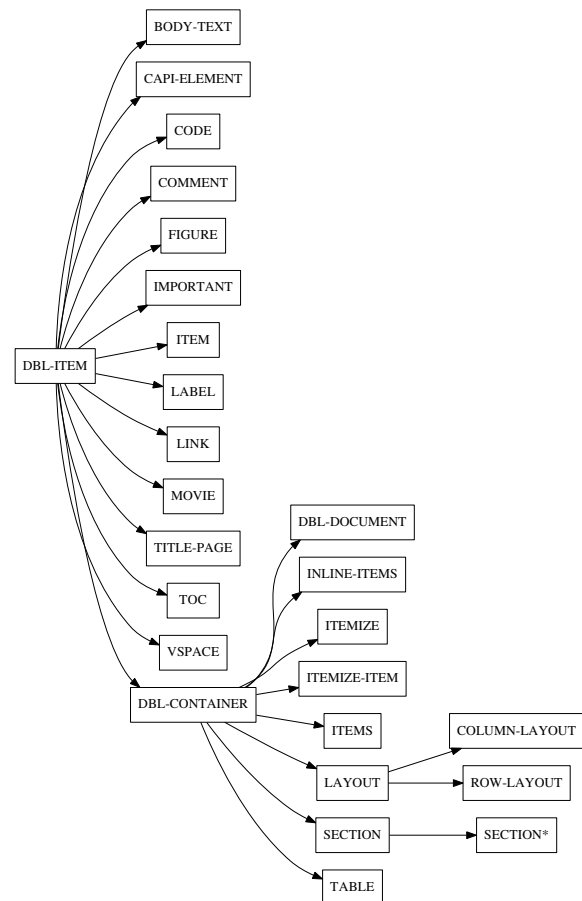 BODY-TEXT
CAPI-ELEMENT
CODE
COMMENT
FIGURE
IMPORTANT
ITEM
DBL-ITEM
LABEL
LINK
MOVIE
DBL-DOCUMENT
TITLE-PAGE
INLINE-ITEMS
TOC
ITEMIZE
VSPACE
ITEMIZE-ITEM
DBL-CONTAINER
ITEMS
COLUMN-LAYOUT
LAYOUT
ROW-LAYOUT
SECTION
SECTION*
TABLE